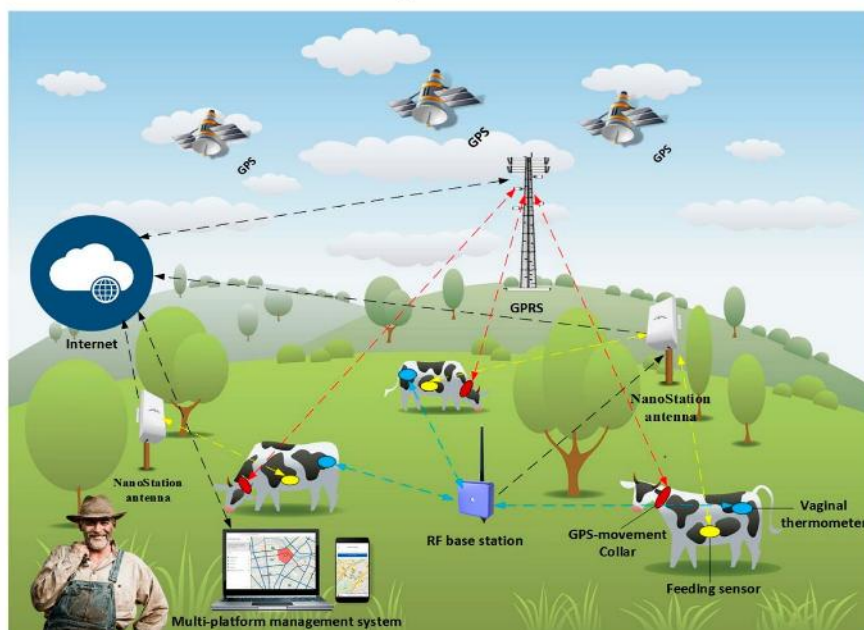 GPS
GPS
GPS
GPRS
Internet
NanoStation
antenna
NanoStation
antenna
RF base station
GPS-movement
Collar
Vaginal
thermometer
Feeding sensor
Multi-platform management system